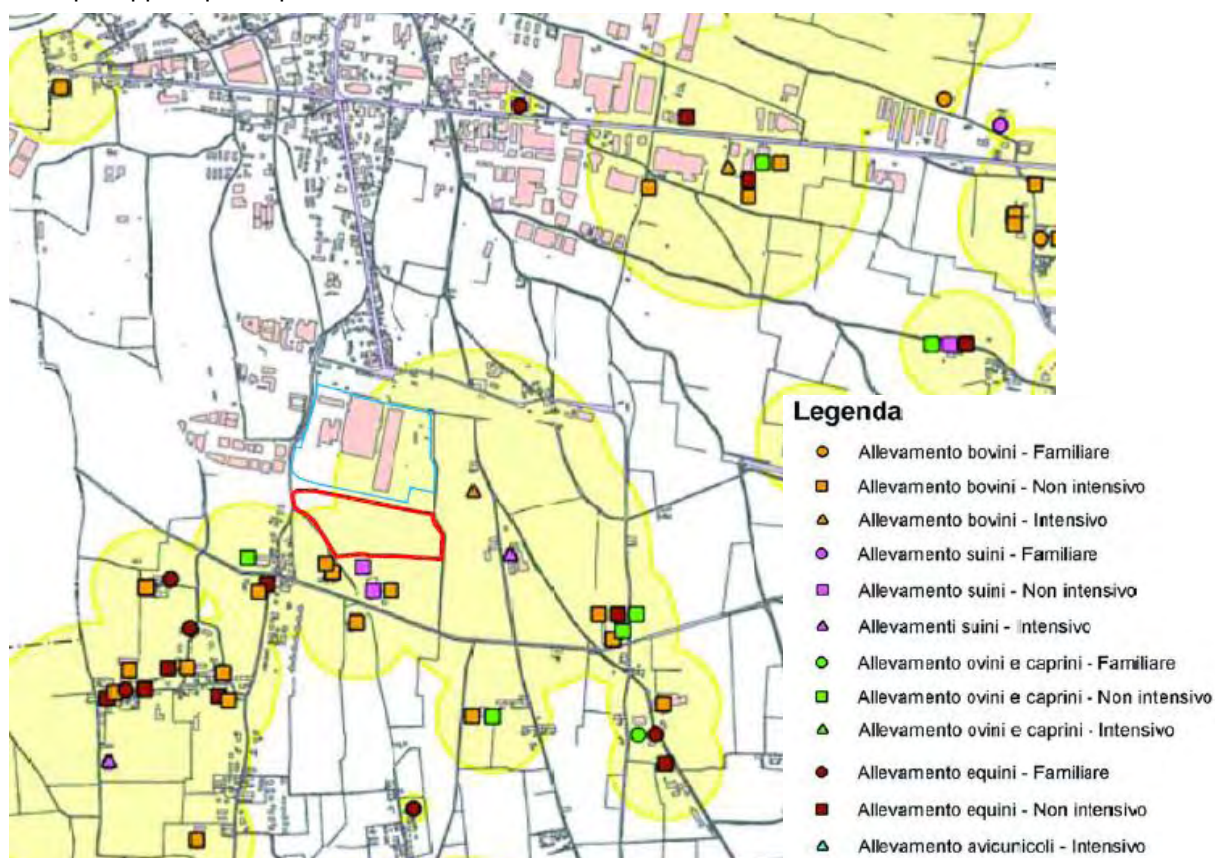 Legenda
Allevamento bovini - Familiare
Allevamento bovini - Non intensivo
Allevamento bovini - Intensivo
Allevamento suini - Familiare
Allevamento suini - Non intensivo
Allevamenti suini - Intensivo
Allevamento ovini e caprini - Familiare
Allevamento ovini e caprini - Non intensivo
Allevamento ovini e caprini - Intensivo
Allevamento equini - Familiare
Allevamento equini - Non intensivo
Allevamento avicunicoli - Intensivo